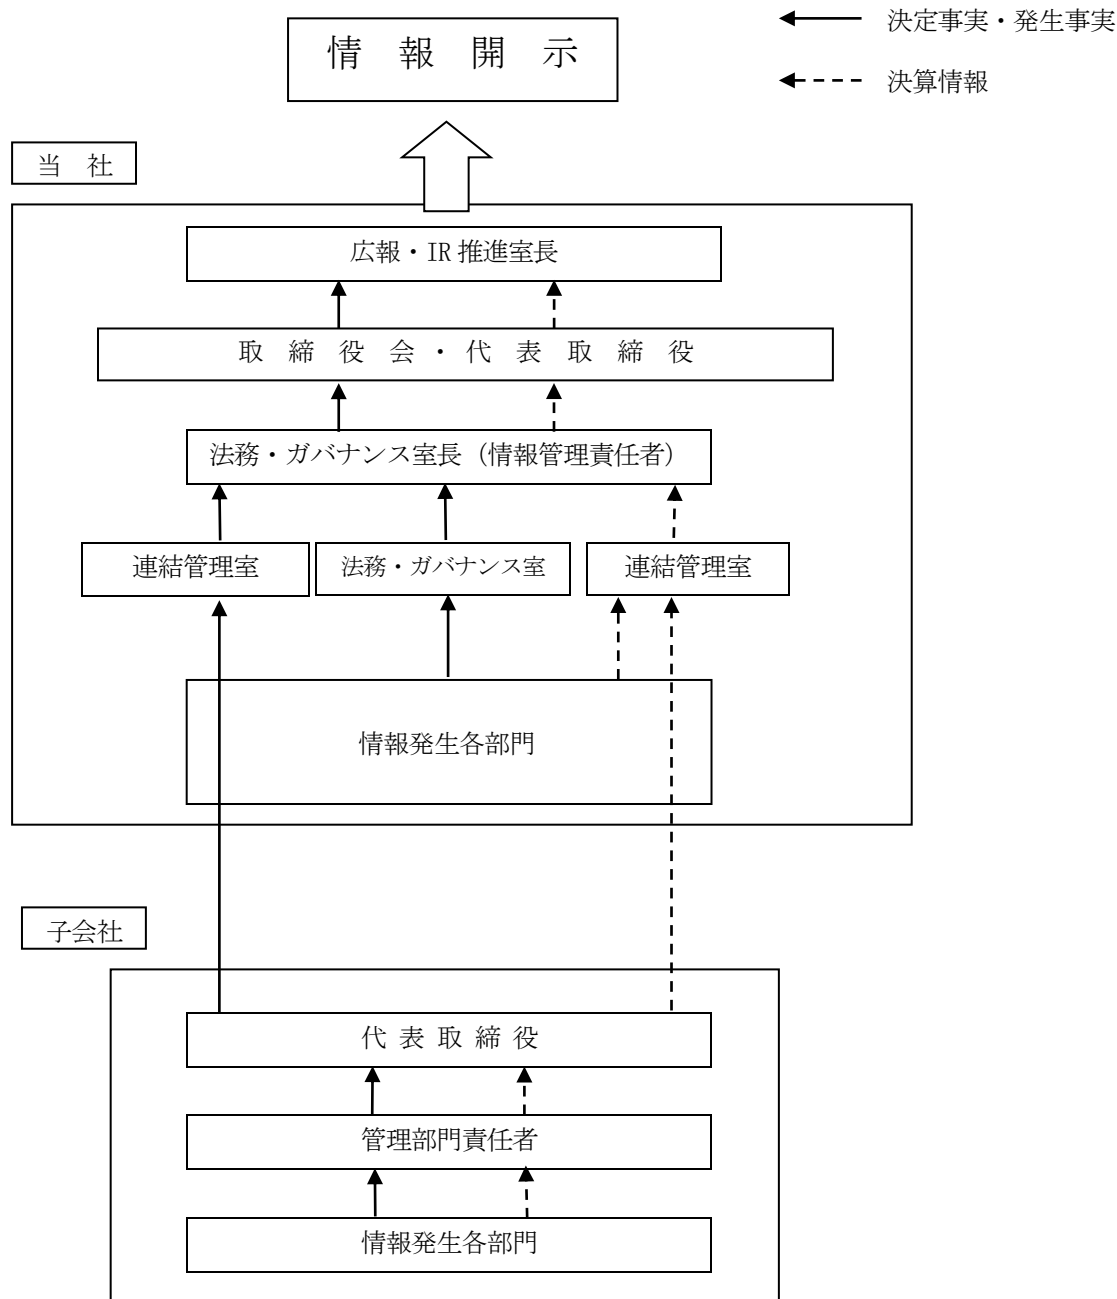 情　報　開　示
決定事実・発生事実
決算情報
当　社
広報・IR 推進室長
取　締　役　会　・　代　表　取　締　役
法務・ガバナンス室長（情報管理責任者）
連結管理室
法務・ガバナンス室
連結管理室
情報発生各部門
子会社
代 表 取 締 役
管理部門責任者
情報発生各部門